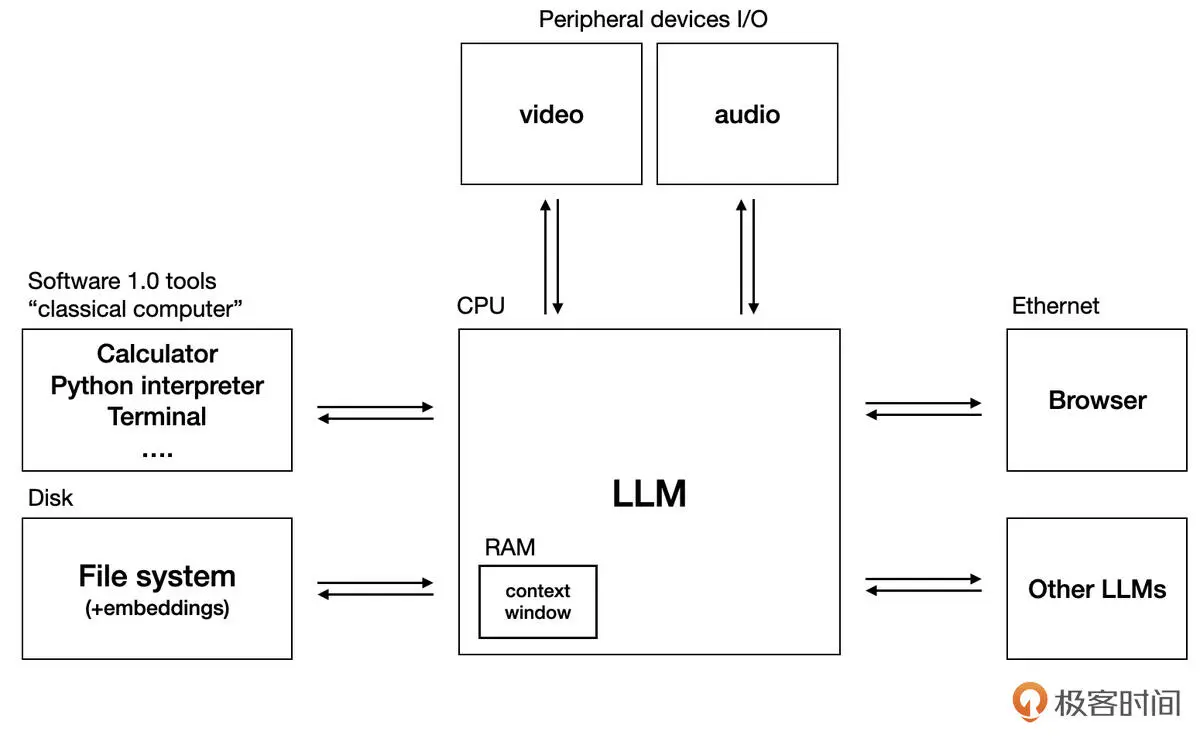 Peripheral devices I/O
video
audio
Software 1.0 tools
“classical computer”
Calculator
Python interpreter
Terminal
....
CPU
LLM
RAM
context
window
Ethernet
Browser
Disk
File system
(+embeddings)
Other LLMs
极客时间